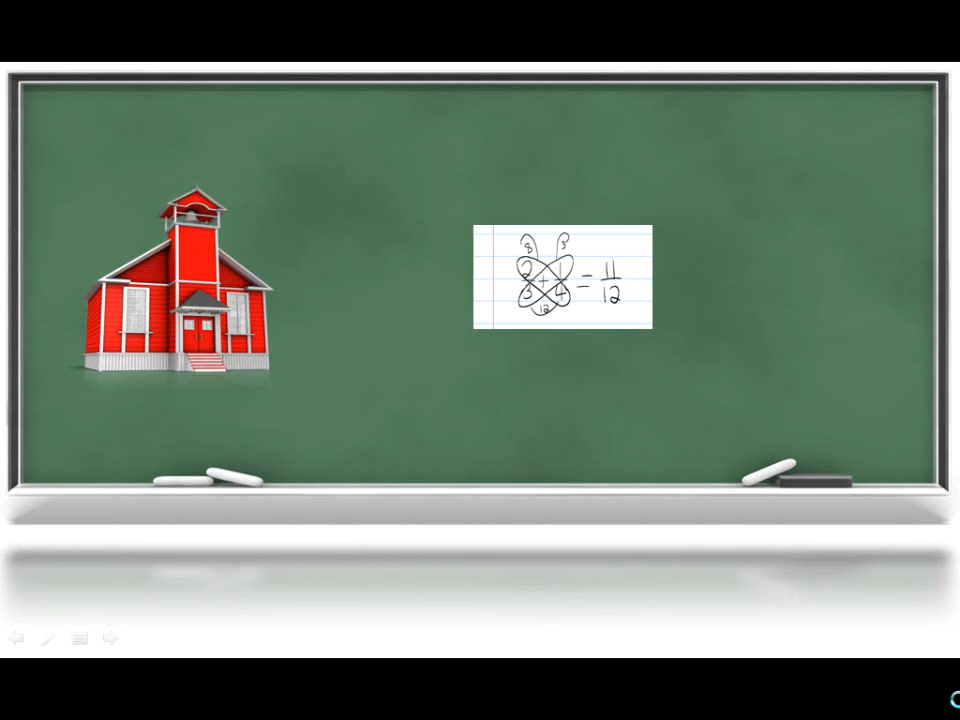 8 3
2/3 + 1/4 = 11/12
12